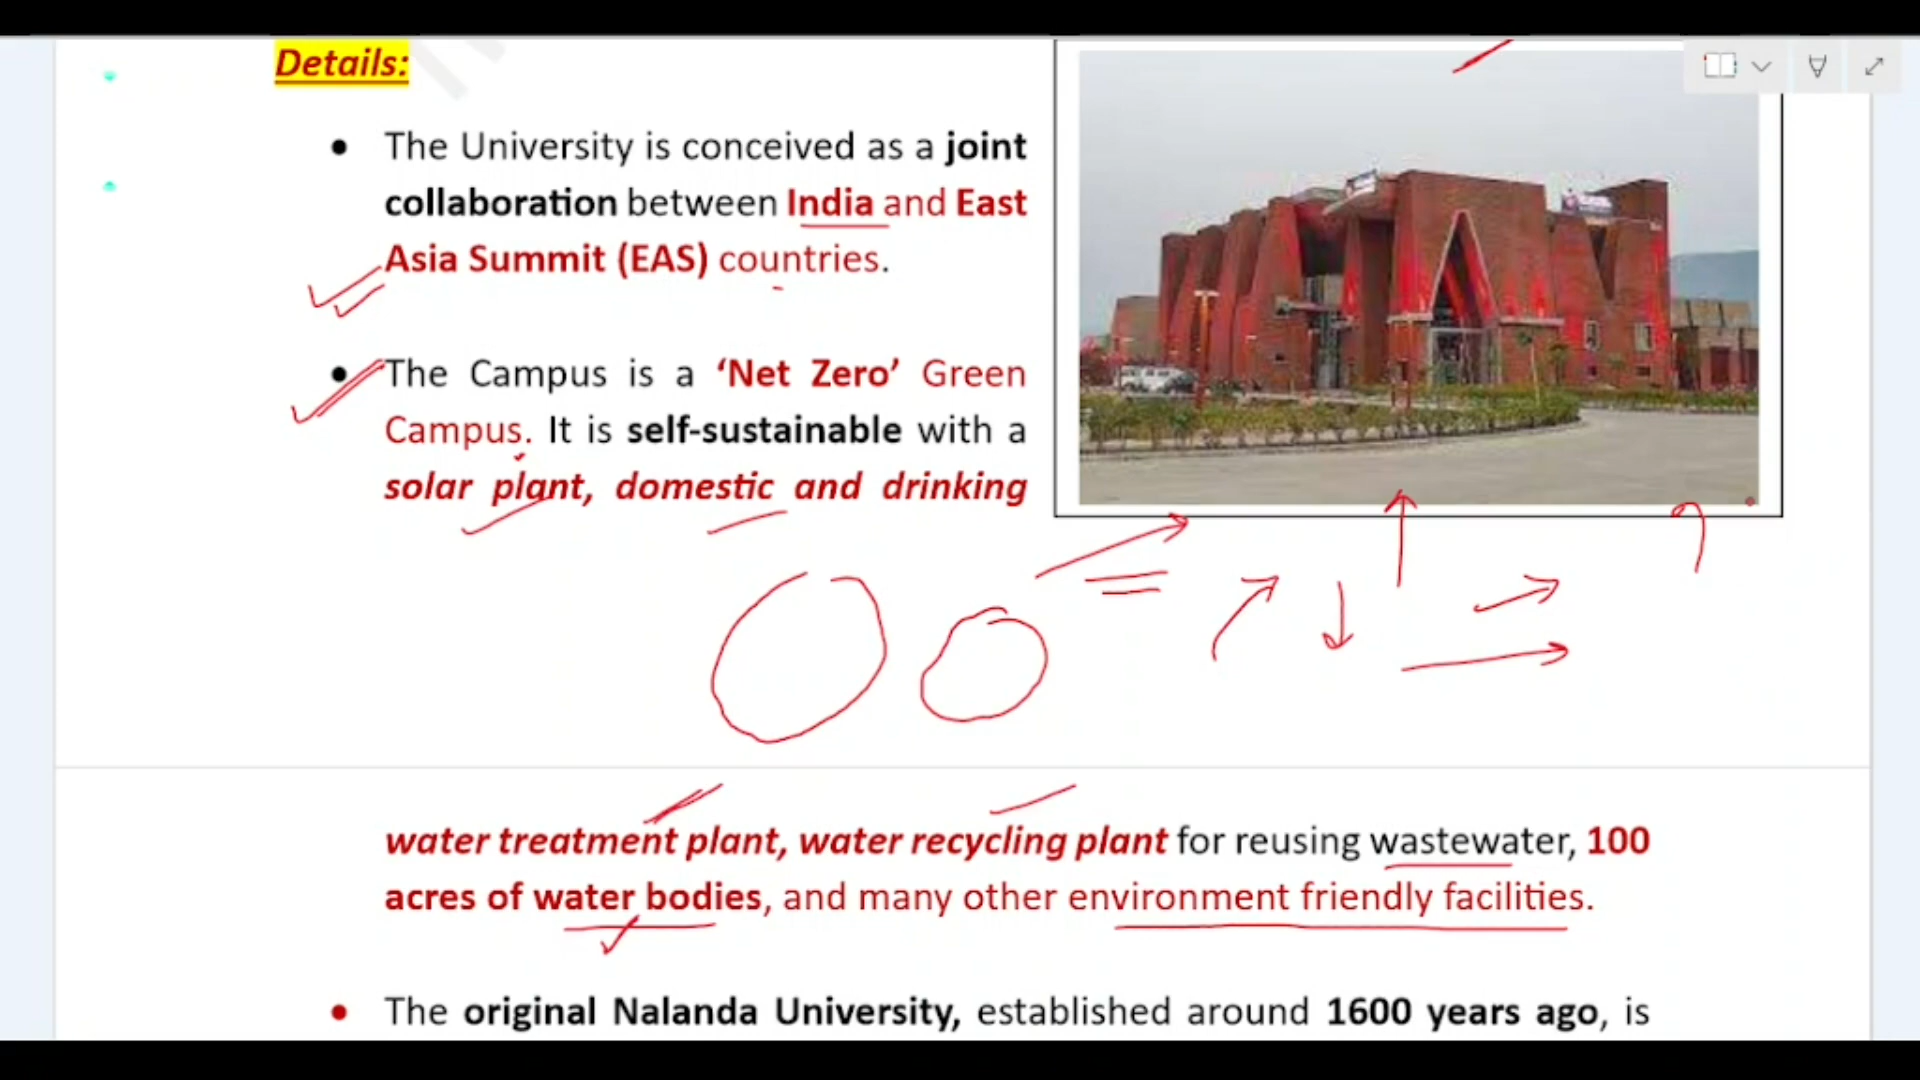 Details:
● The University is conceived as a joint
collaboration between India and East
Asia Summit (EAS) countries.
● The Campus is a ‘Net Zero’ Green
Campus. It is self-sustainable with a
solar plant, domestic and drinking
water treatment plant, water recycling plant for reusing wastewater, 100
acres of water bodies, and many other environment friendly facilities.
● The original Nalanda University, established around 1600 years ago, is